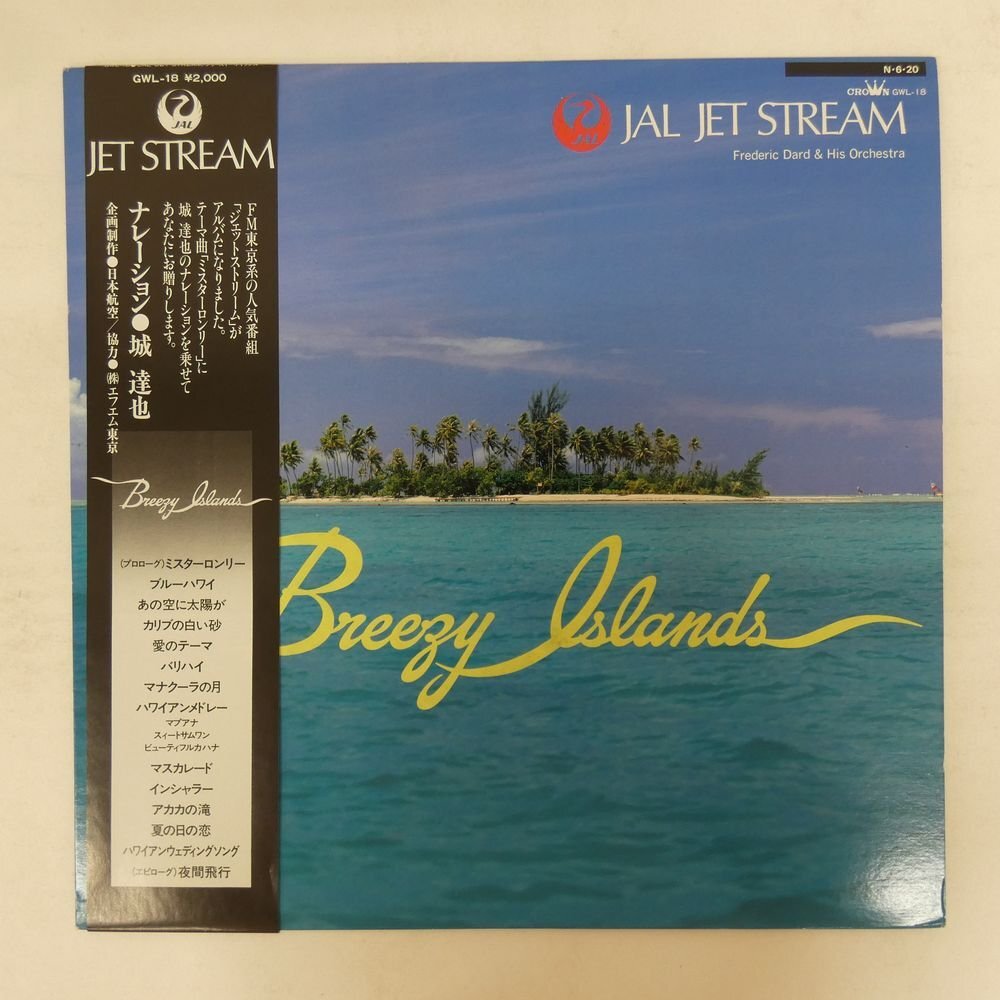 GWL-18 ¥2,000
JAL
JET STREAM
FM東京系の人気番組
「ジェットストリーム」が
アルバムになりました。
テーマ曲「ミスターロンリー」に
城 達也のナレーションを乗せて
あなたにお贈りします。
ナレーション●城 達也
企画制作●日本航空/協力●㈱エフエム東京
Breezy Islands
(プロローグ)ミスターロンリー
ブルーハワイ
あの空に太陽が
カリブの白い砂
愛のテーマ
バリハイ
マナクーラの月
ハワイアンメドレー
マプアナ
スィートサムワン
ビューティフルカハナ
マスカレード
インシャラー
アカカの滝
夏の日の恋
ハワイアンウェディングソング
(エピローグ)夜間飛行
N・6・20
CROWN GWL-18
JAL
JAL JET STREAM
Frederic Dard & His Orchestra
Breezy Islands